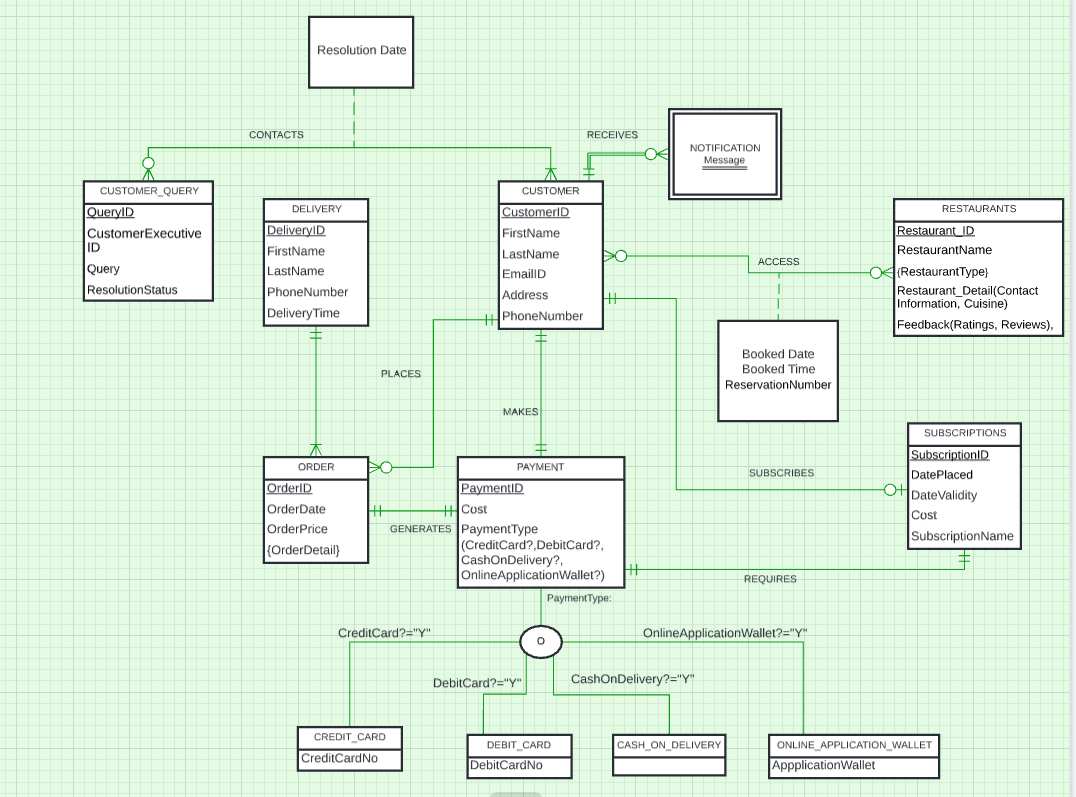 Resolution Date
CONTACTS
RECEIVES
NOTIFICATION
Message
CUSTOMER_QUERY
QueryID
CustomerExecutive
ID
Query
ResolutionStatus
DELIVERY
DeliveryID
FirstName
LastName
PhoneNumber
DeliveryTime
CUSTOMER
CustomerID
FirstName
LastName
EmailID
Address
PhoneNumber
RESTAURANTS
Restaurant_ID
RestaurantName
{RestaurantType}
Restaurant_Detail(Contact
Information, Cuisine)
Feedback(Ratings, Reviews),
ACCESS
Booked Date
Booked Time
ReservationNumber
PLACES
MAKES
SUBSCRIBES
SUBSCRIPTIONS
SubscriptionID
DatePlaced
DateValidity
Cost
SubscriptionName
ORDER
OrderID
OrderDate
OrderPrice
{OrderDetail}
GENERATES
PAYMENT
PaymentID
Cost
PaymentType
(CreditCard?,DebitCard?,
CashOnDelivery?,
OnlineApplicationWallet?)
REQUIRES
PaymentType:
O
CreditCard?="Y"
OnlineApplicationWallet?="Y"
DebitCard?="Y"
CashOnDelivery?="Y"
CREDIT_CARD
CreditCardNo
DEBIT_CARD
DebitCardNo
CASH_ON_DELIVERY
ONLINE_APPLICATION_WALLET
AppplicationWallet